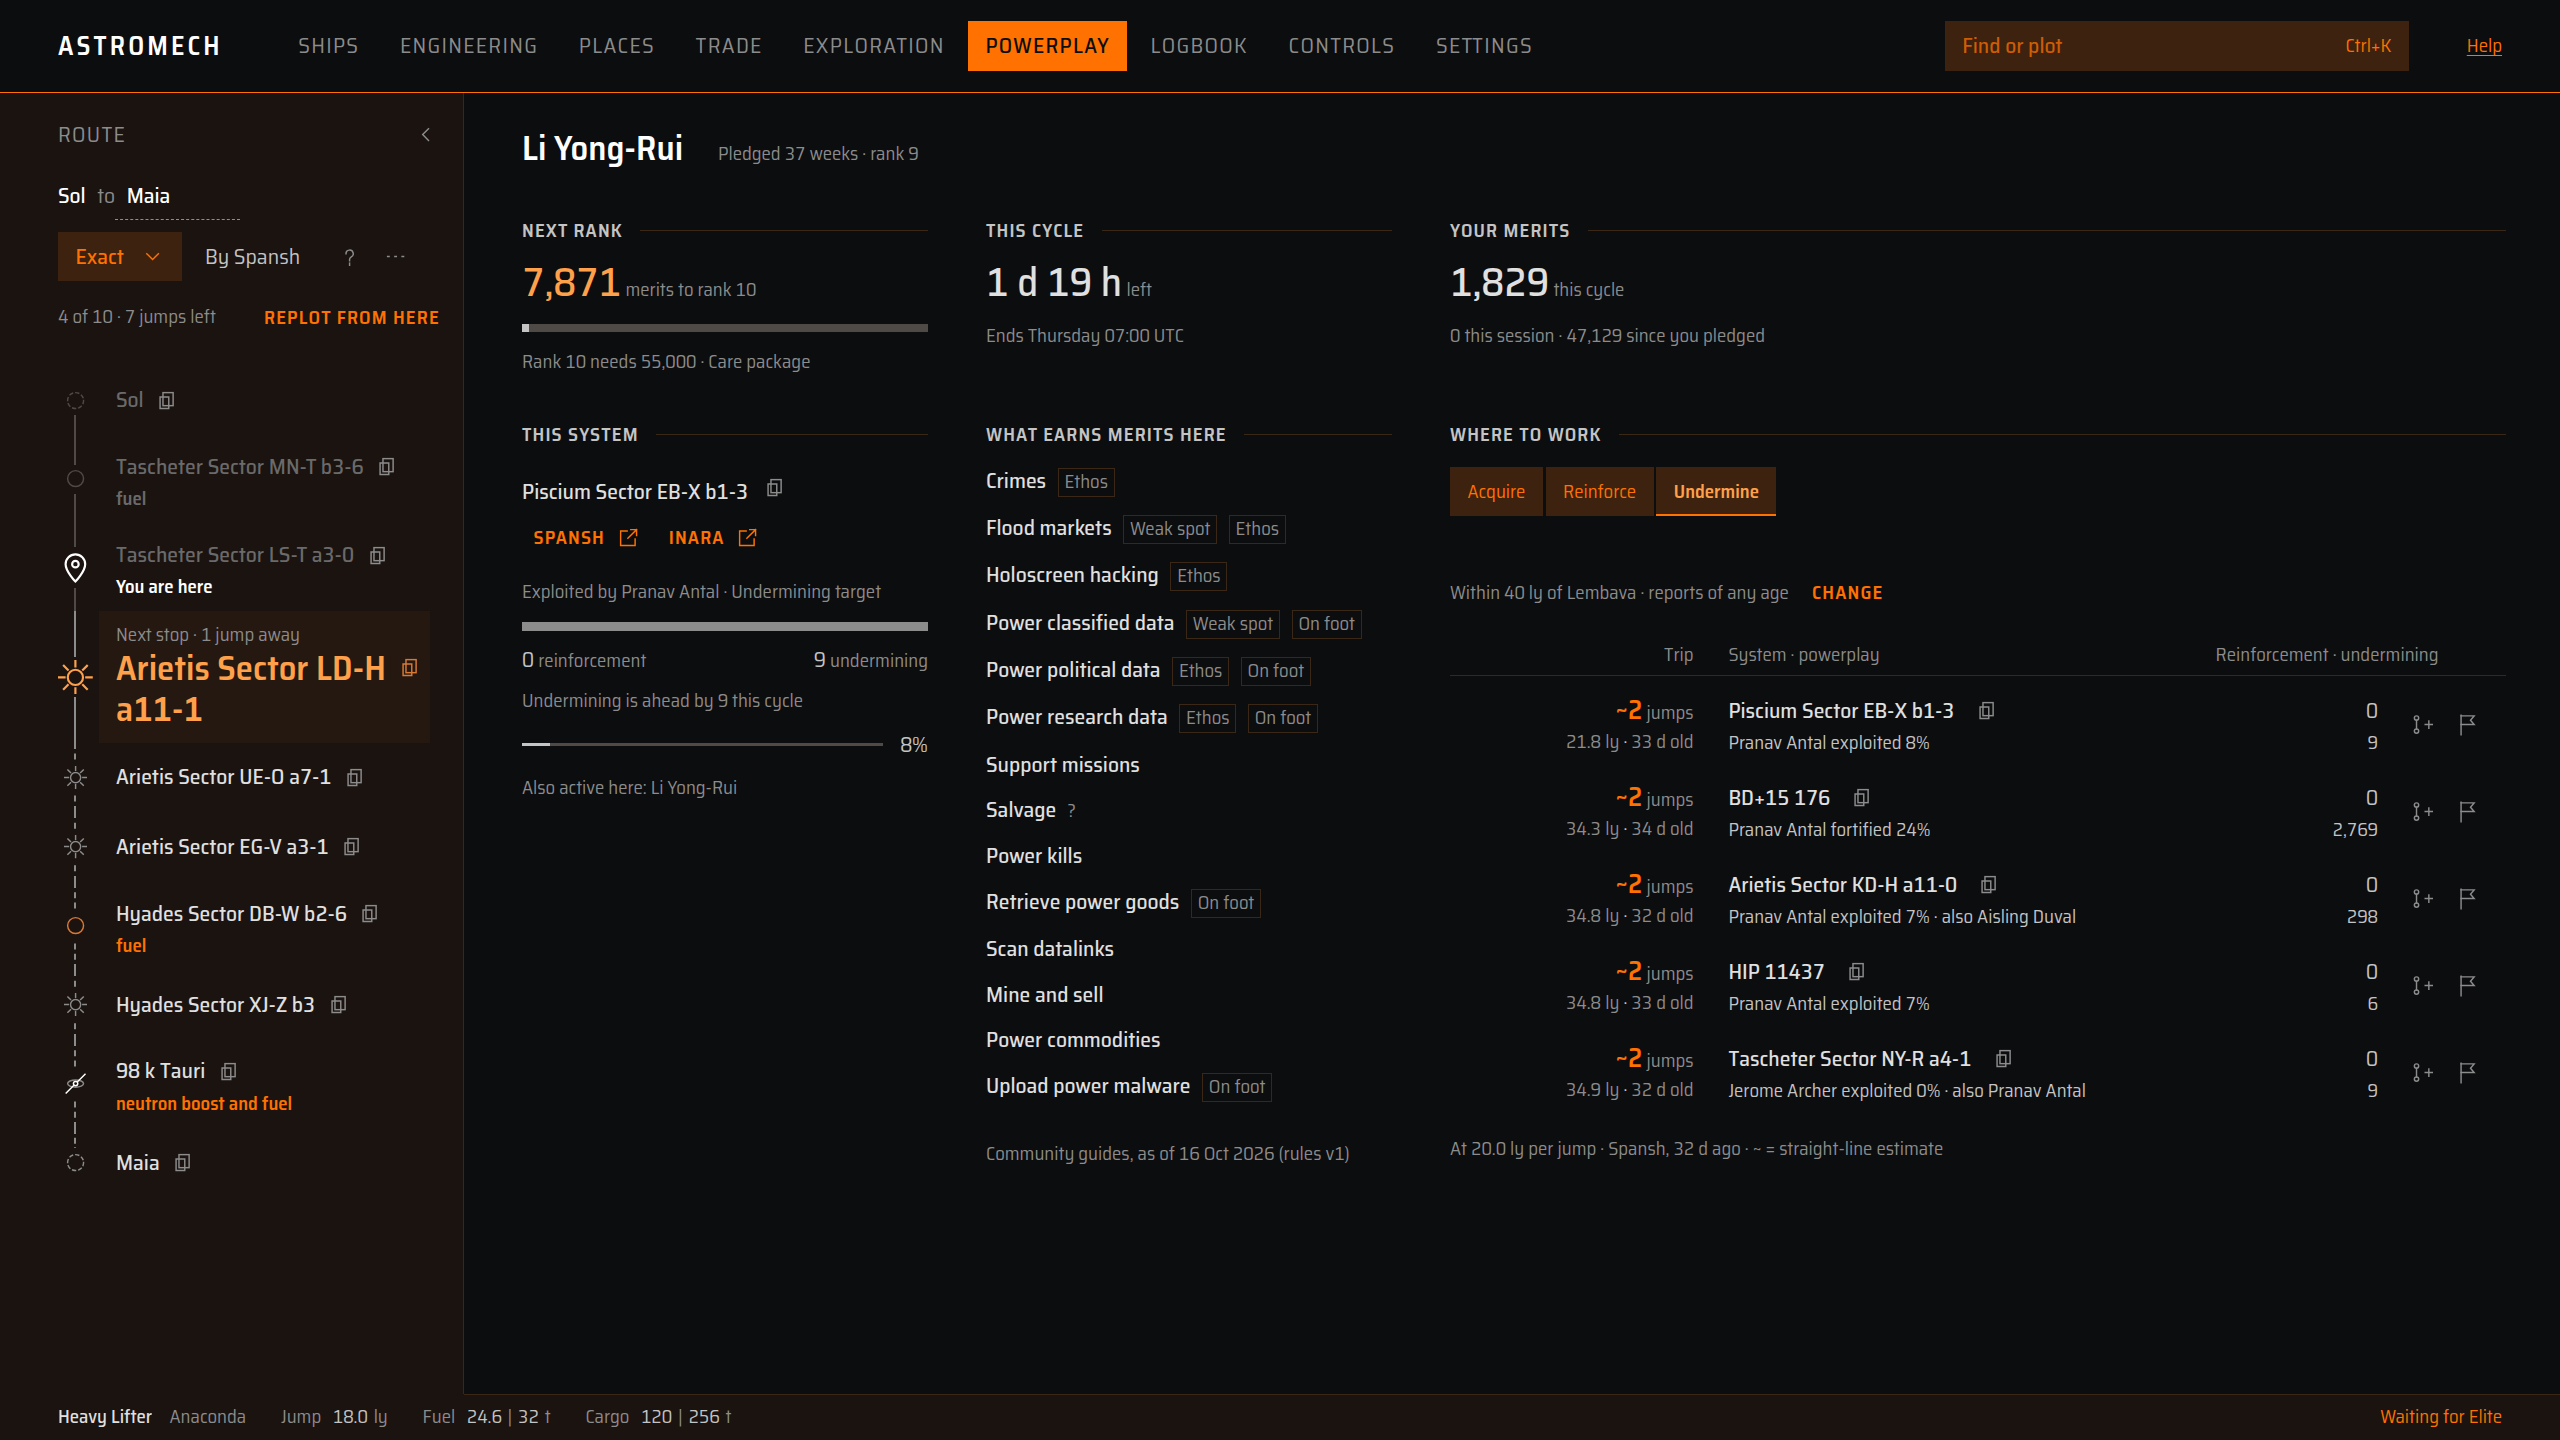 ASTROMECH
SHIPS ENGINEERING PLACES TRADE EXPLORATION POWERPLAY LOGBOOK CONTROLS SETTINGS
Find or plot Ctrl+K
Help
ROUTE
Sol to Maia
Exact By Spansh ? ...
4 of 10 · 7 jumps left REPLOT FROM HERE
Sol
Tascheter Sector MN-T b3-6
fuel
Tascheter Sector LS-T a3-0
You are here
Next stop · 1 jump away
Arietis Sector LD-H
a11-1
Arietis Sector UE-O a7-1
Arietis Sector EG-V a3-1
Hyades Sector DB-W b2-6
fuel
Hyades Sector XJ-Z b3
98 k Tauri
neutron boost and fuel
Maia
Li Yong-Rui Pledged 37 weeks · rank 9
NEXT RANK
7,871 merits to rank 10
Rank 10 needs 55,000 · Care package
THIS CYCLE
1 d 19 h left
Ends Thursday 07:00 UTC
YOUR MERITS
1,829 this cycle
0 this session · 47,129 since you pledged
THIS SYSTEM
Piscium Sector EB-X b1-3
SPANSH INARA
Exploited by Pranav Antal · Undermining target
0 reinforcement 9 undermining
Undermining is ahead by 9 this cycle
8%
Also active here: Li Yong-Rui
WHAT EARNS MERITS HERE
Crimes Ethos
Flood markets Weak spot Ethos
Holoscreen hacking Ethos
Power classified data Weak spot On foot
Power political data Ethos On foot
Power research data Ethos On foot
Support missions
Salvage ?
Power kills
Retrieve power goods On foot
Scan datalinks
Mine and sell
Power commodities
Upload power malware On foot
Community guides, as of 16 Oct 2026 (rules v1)
WHERE TO WORK
Acquire Reinforce Undermine
Within 40 ly of Lembava · reports of any age CHANGE
Trip System · powerplay Reinforcement · undermining
~2 jumps Piscium Sector EB-X b1-3 0
21.8 ly · 33 d old Pranav Antal exploited 8% 9
~2 jumps BD+15 176 0
34.3 ly · 34 d old Pranav Antal fortified 24% 2,769
~2 jumps Arietis Sector KD-H a11-0 0
34.8 ly · 32 d old Pranav Antal exploited 7% · also Aisling Duval 298
~2 jumps HIP 11437 0
34.8 ly · 33 d old Pranav Antal exploited 7% 6
~2 jumps Tascheter Sector NY-R a4-1 0
34.9 ly · 32 d old Jerome Archer exploited 0% · also Pranav Antal 9
At 20.0 ly per jump · Spansh, 32 d ago · ~ = straight-line estimate
Heavy Lifter Anaconda Jump 18.0 ly Fuel 24.6 | 32 t Cargo 120 | 256 t
Waiting for Elite